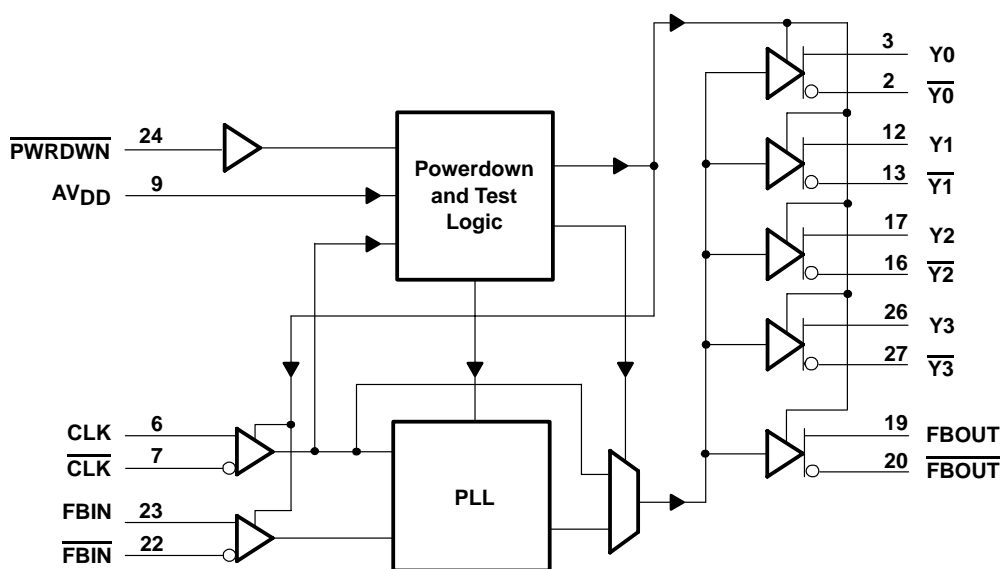 3 Y0
2 Y0
24
PWRDWN
12 Y1
9
AVDD
Powerdown
and Test
Logic
13 Y1
17 Y2
16 Y2
26 Y3
27 Y3
6
CLK
7
CLK
19 FBOUT
20 FBOUT
23
FBIN
PLL
22
FBIN